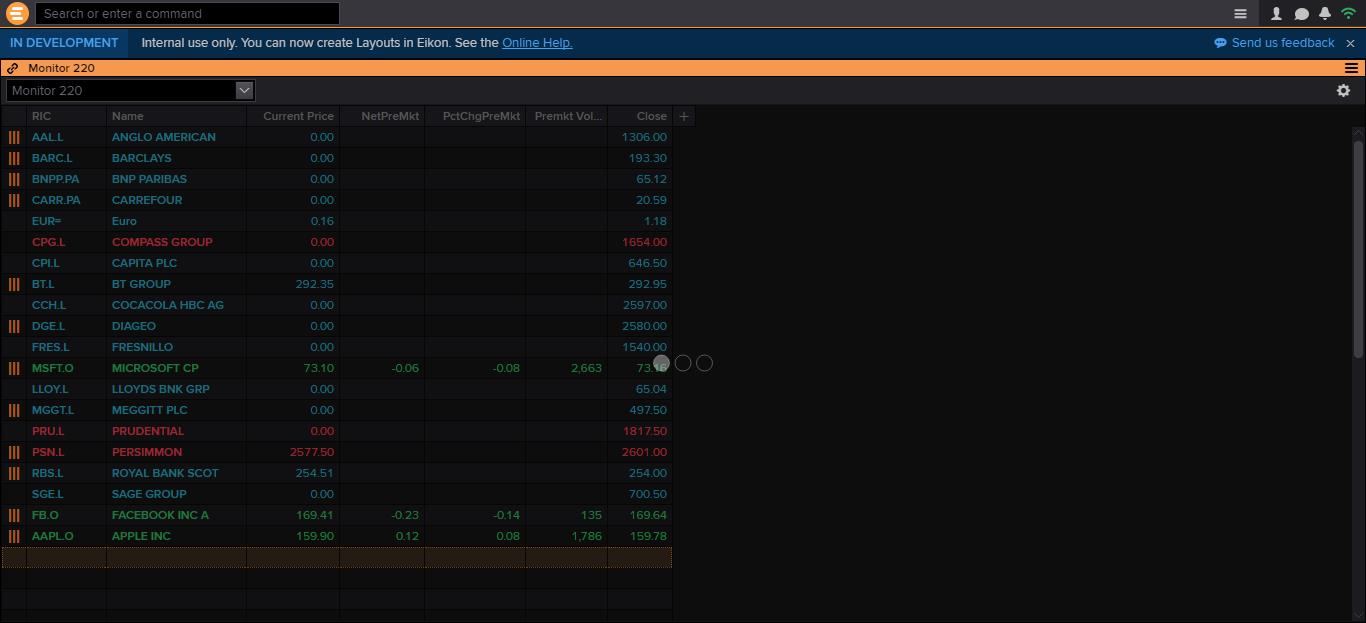 Search or enter a command
IN DEVELOPMENT Internal use only. You can now create Layouts in Eikon. See the Online Help. Send us feedback
Monitor 220
Monitor 220
RIC Name Current Price NetPreMkt PctChgPreMkt Premkt Vol... Close +
AAL.L ANGLO AMERICAN 0.00 1306.00
BARC.L BARCLAYS 0.00 193.30
BNPP.PA BNP PARIBAS 0.00 65.12
CARR.PA CARREFOUR 0.00 20.59
EUR= Euro 0.16 1.18
CPG.L COMPASS GROUP 0.00 1654.00
CPI.L CAPITA PLC 0.00 646.50
BT.L BT GROUP 292.35 292.95
CCH.L COCACOLA HBC AG 0.00 2597.00
DGE.L DIAGEO 0.00 2580.00
FRES.L FRESNILLO 0.00 1540.00
MSFT.O MICROSOFT CP 73.10 -0.06 -0.08 2,663
LLOY.L LLOYDS BNK GRP 0.00 65.04
MGGT.L MEGGITT PLC 0.00 497.50
PRU.L PRUDENTIAL 0.00 1817.50
PSN.L PERSIMMON 2577.50 2601.00
RBS.L ROYAL BANK SCOT 254.51 254.00
SGE.L SAGE GROUP 0.00 700.50
FB.O FACEBOOK INC A 169.41 -0.23 -0.14 135 169.64
AAPL.O APPLE INC 159.90 0.12 0.08 1,786 159.78